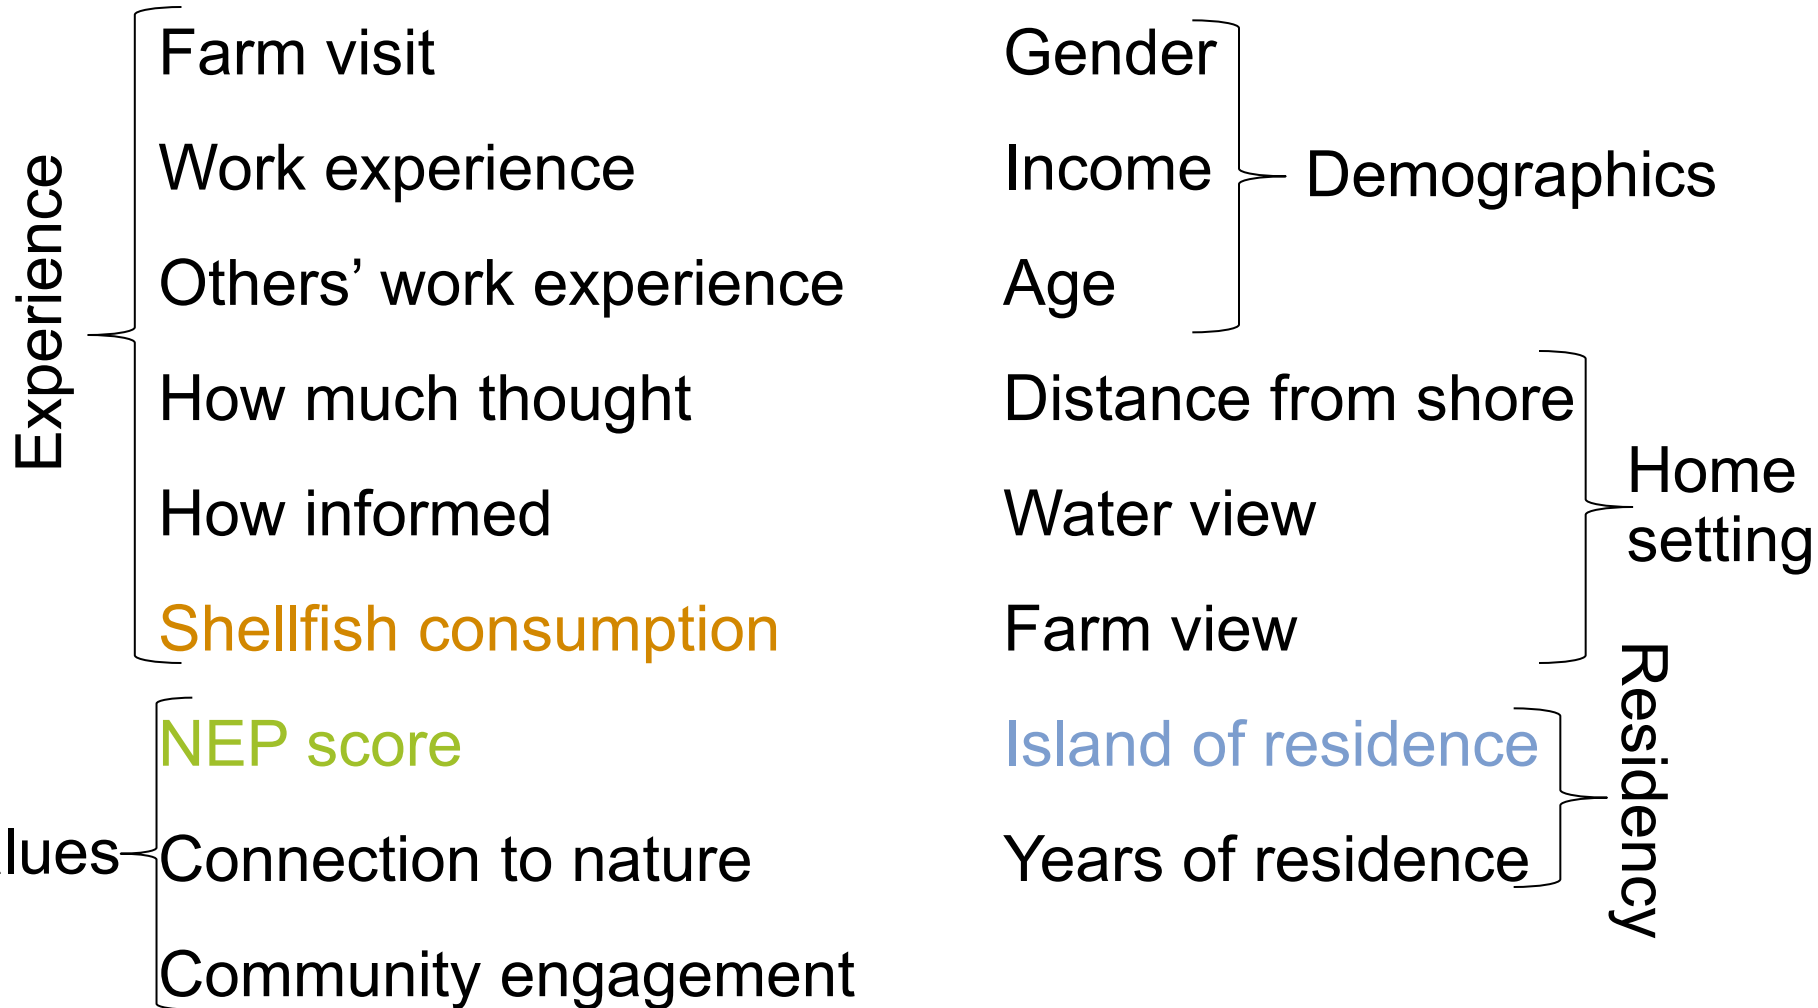 Experience
Farm visit
Work experience
Others’ work experience
How much thought
How informed
Shellfish consumption
lues
NEP score
Connection to nature
Community engagement
Gender
Income
Age
Demographics
Distance from shore
Water view
Farm view
Home
setting
Island of residence
Years of residence
Residency